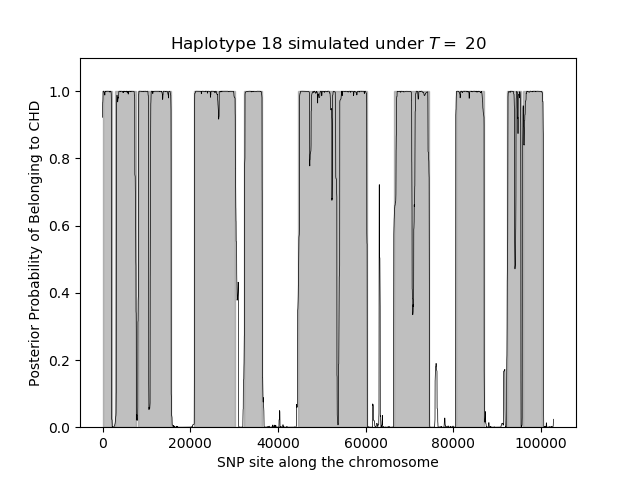 Haplotype 18 simulated under T = 20
Posterior Probability of Belonging to CHD
1.0
0.8
0.6
0.4
0.2
0.0
0 20000 40000 60000 80000 100000
SNP site along the chromosome